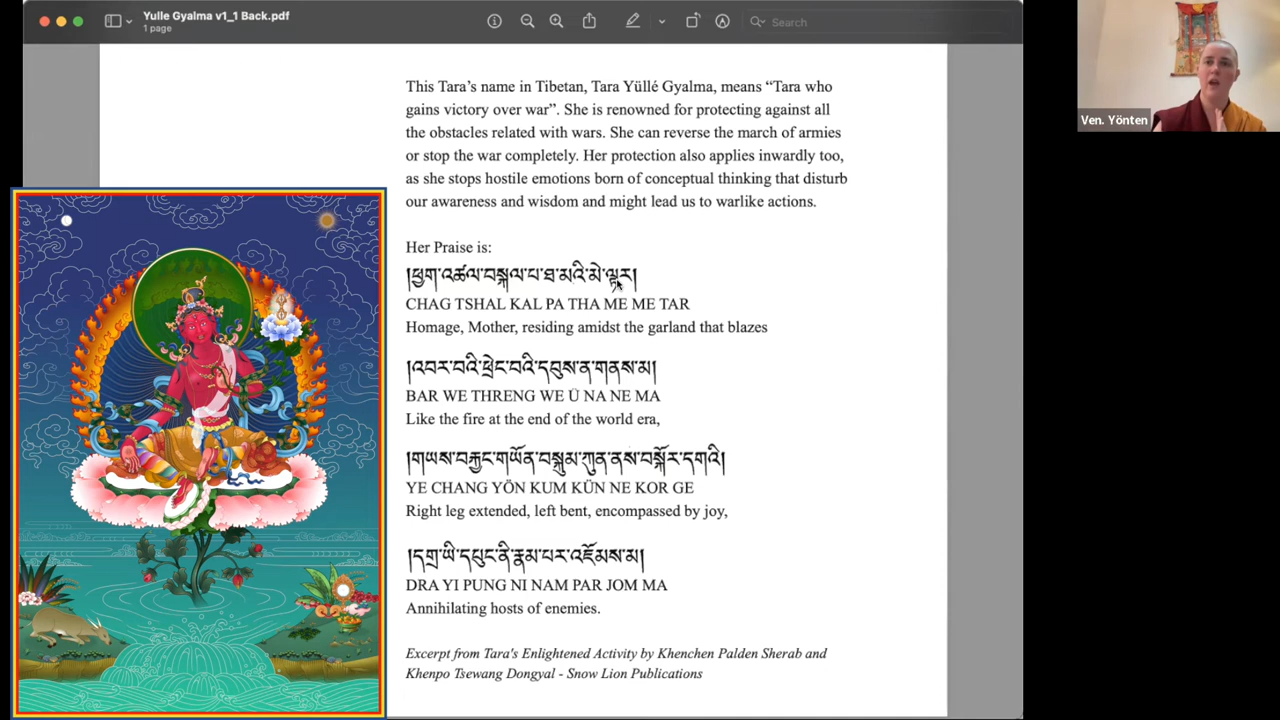 Yulle Gyalma v1_1 Back.pdf
1 page
Search
This Tara's name in Tibetan, Tara Yüllé Gyalma, means “Tara who
gains victory over war”. She is renowned for protecting against all
the obstacles related with wars. She can reverse the march of armies
or stop the war completely. Her protection also applies inwardly too,
as she stops hostile emotions born of conceptual thinking that disturb
our awareness and wisdom and might lead us to warlike actions.
Her Praise is:
།ཕྱག་འཚལ་བསྐལ་པ་ཐ་མའི་མེ་ལྟར།
CHAG TSHAL KAL PA THA ME ME TAR
Homage, Mother, residing amidst the garland that blazes
།འབར་བའི་ཕྲེང་བའི་དབུས་ན་གནས་མ།
BAR WE THRENG WE Ü NA NE MA
Like the fire at the end of the world era,
།གཡས་བརྐྱང་གཡོན་བསྐུམ་ཀུན་ནས་བསྐོར་དགའི།
YE CHANG YÖN KUM KÜN NE KOR GE
Right leg extended, left bent, encompassed by joy,
།དགྲ་ཡི་དཔུང་ནི་རྣམ་པར་འཇོམས་མ།
DRA YI PUNG NI NAM PAR JOM MA
Annihilating hosts of enemies.
Excerpt from Tara's Enlightened Activity by Khenchen Palden Sherab and
Khenpo Tsewang Dongyal - Snow Lion Publications
Ven. Yönten